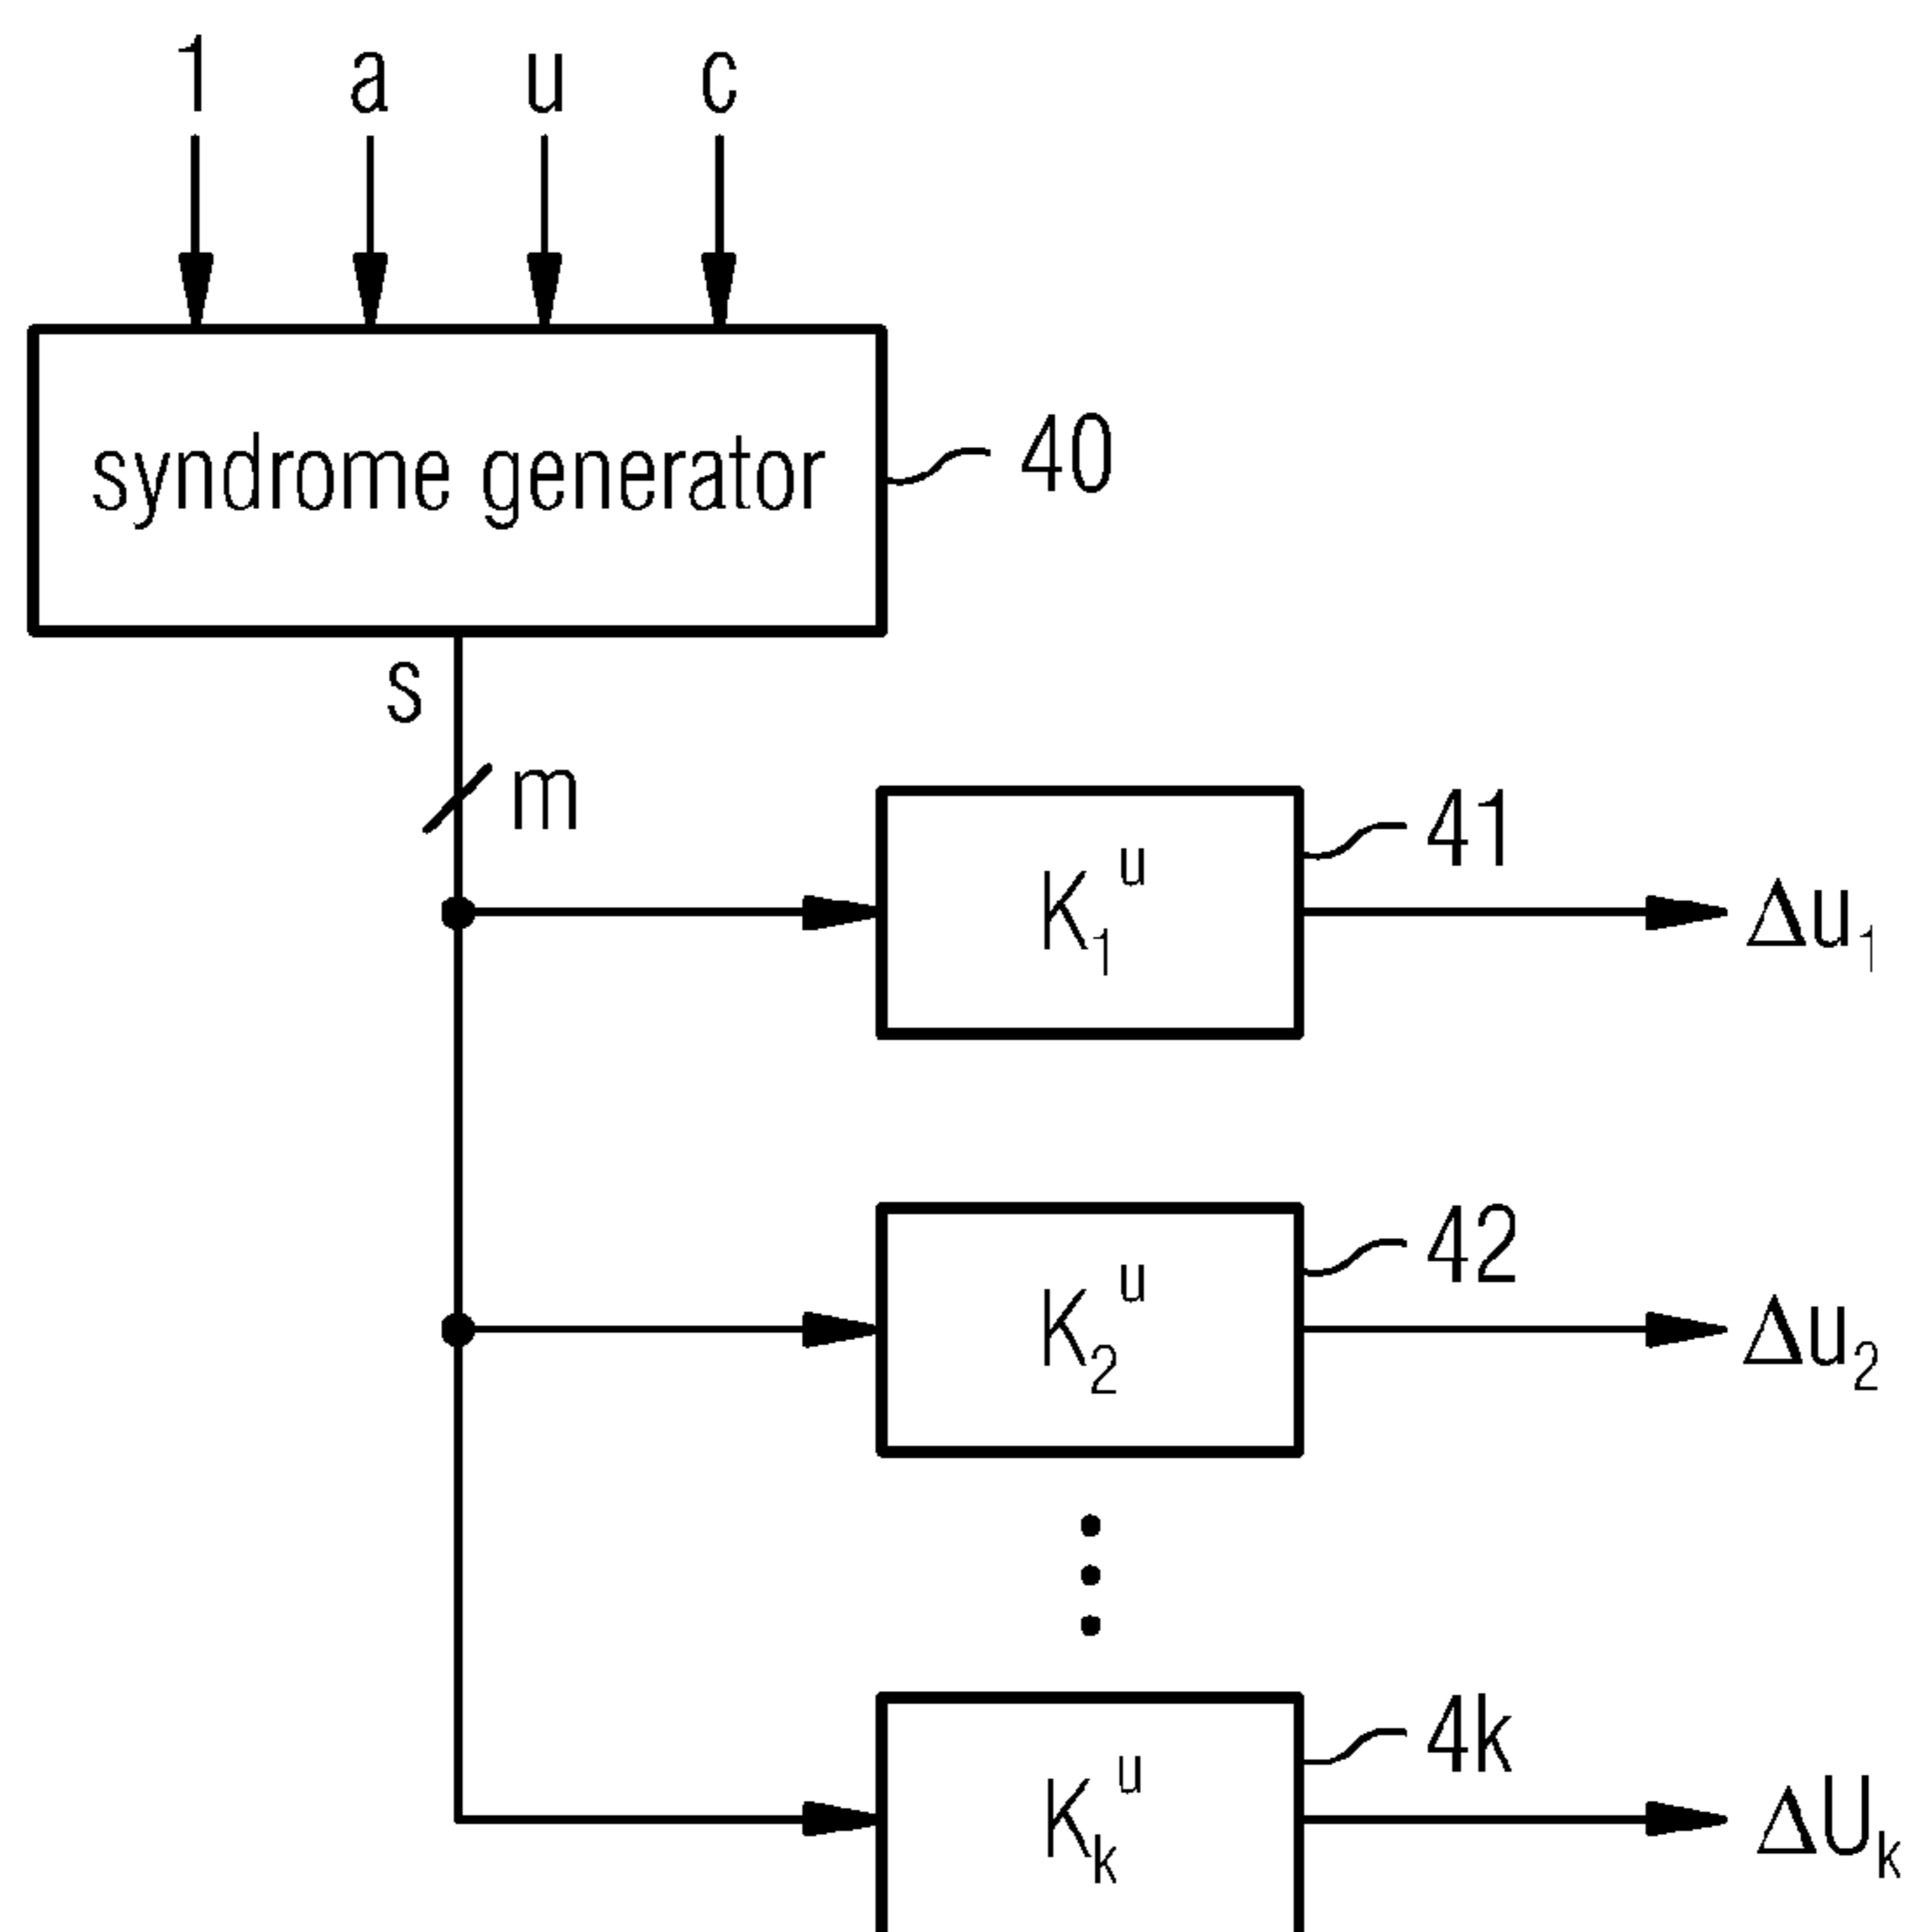 1 a u c
syndrome generator
40
s
m
K₁ᵘ
41
Δu₁
K₂ᵘ
42
Δu₂
Kₖᵘ
4k
ΔUₖ